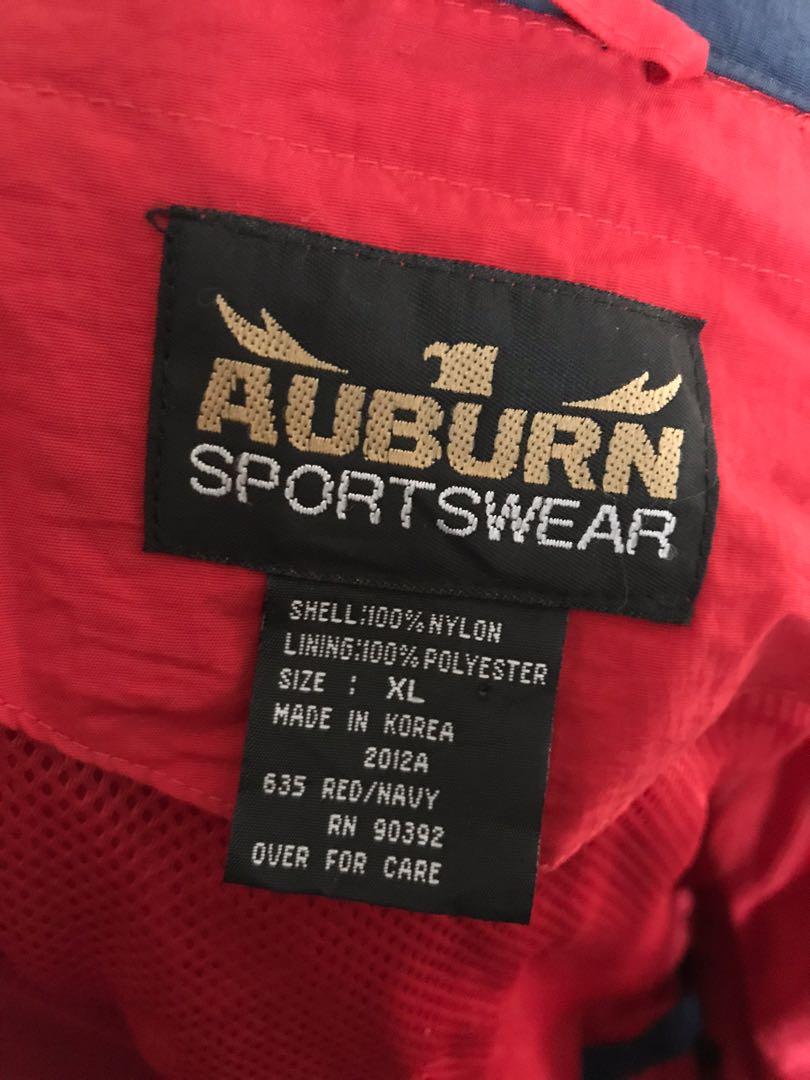 AUBURN
SPORTSWEAR
SHELL:100% NYLON
LINING:100% POLYESTER
SIZE : XL
MADE IN KOREA
2012A
635 RED/NAVY
RN 90392
OVER FOR CARE